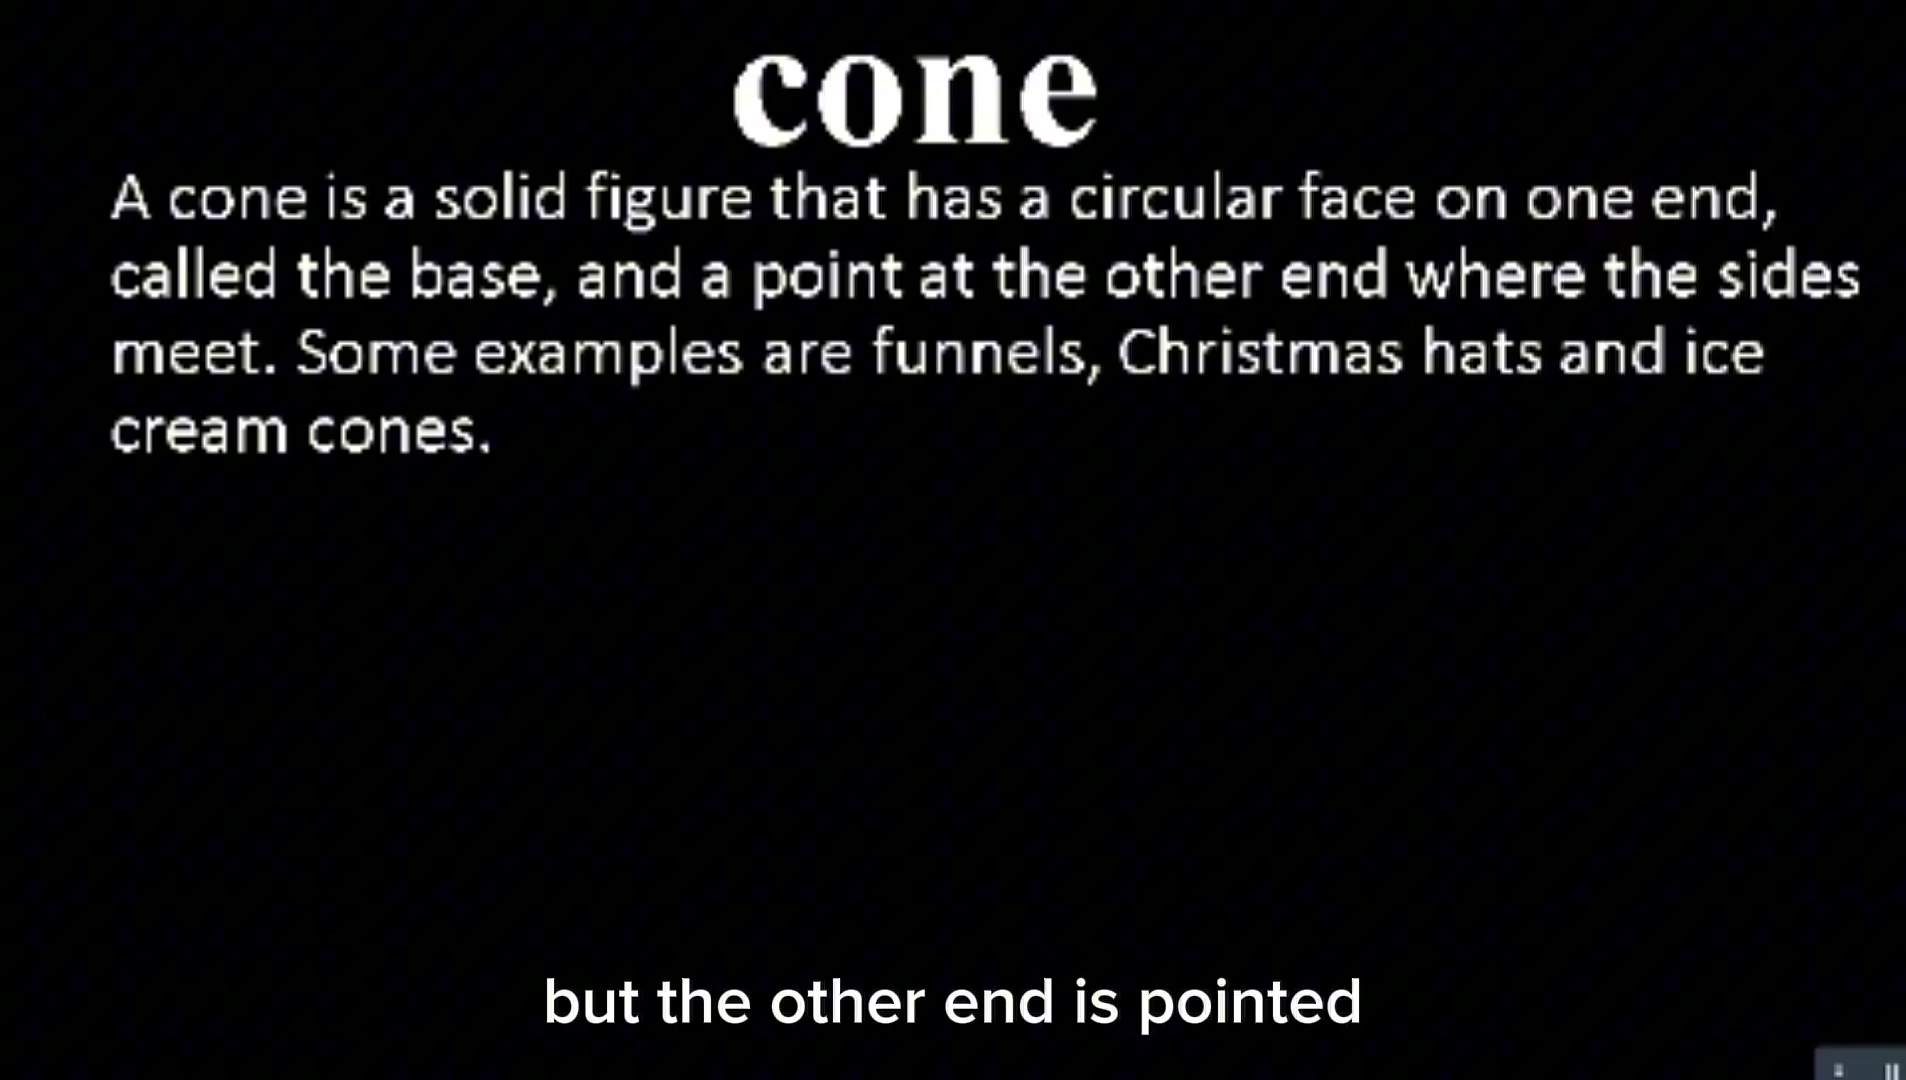 cone
A cone is a solid figure that has a circular face on one end,
called the base, and a point at the other end where the sides
meet. Some examples are funnels, Christmas hats and ice
cream cones.
but the other end is pointed